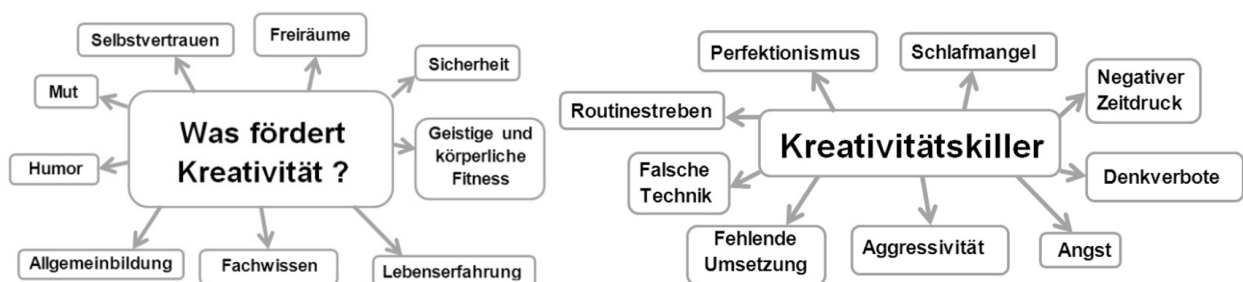 Selbstvertrauen
Freiräume
Sicherheit
Mut
Was fördert
Kreativität ?
Geistige und
körperliche
Fitness
Humor
Allgemeinbildung
Fachwissen
Lebenserfahrung
Perfektionismus
Schlafmangel
Negativer
Zeitdruck
Routinestreben
Kreativitätskiller
Falsche
Technik
Denkverbote
Fehlende
Umsetzung
Aggressivität
Angst